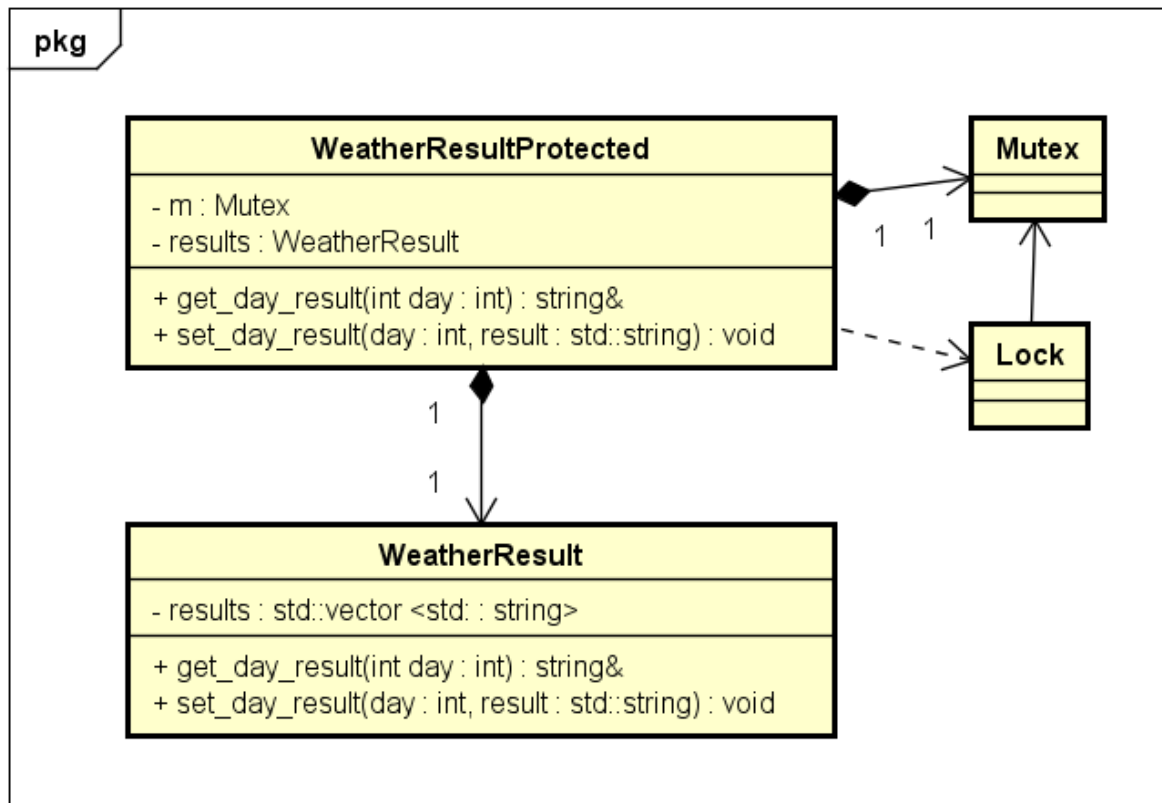 pkg
WeatherResultProtected
- m : Mutex
- results : WeatherResult
+ get_day_result(int day : int) : string&
+ set_day_result(day : int, result : std::string) : void
Mutex
1
1
Lock
1
1
WeatherResult
- results : std::vector <std: : string>
+ get_day_result(int day : int) : string&
+ set_day_result(day : int, result : std::string) : void